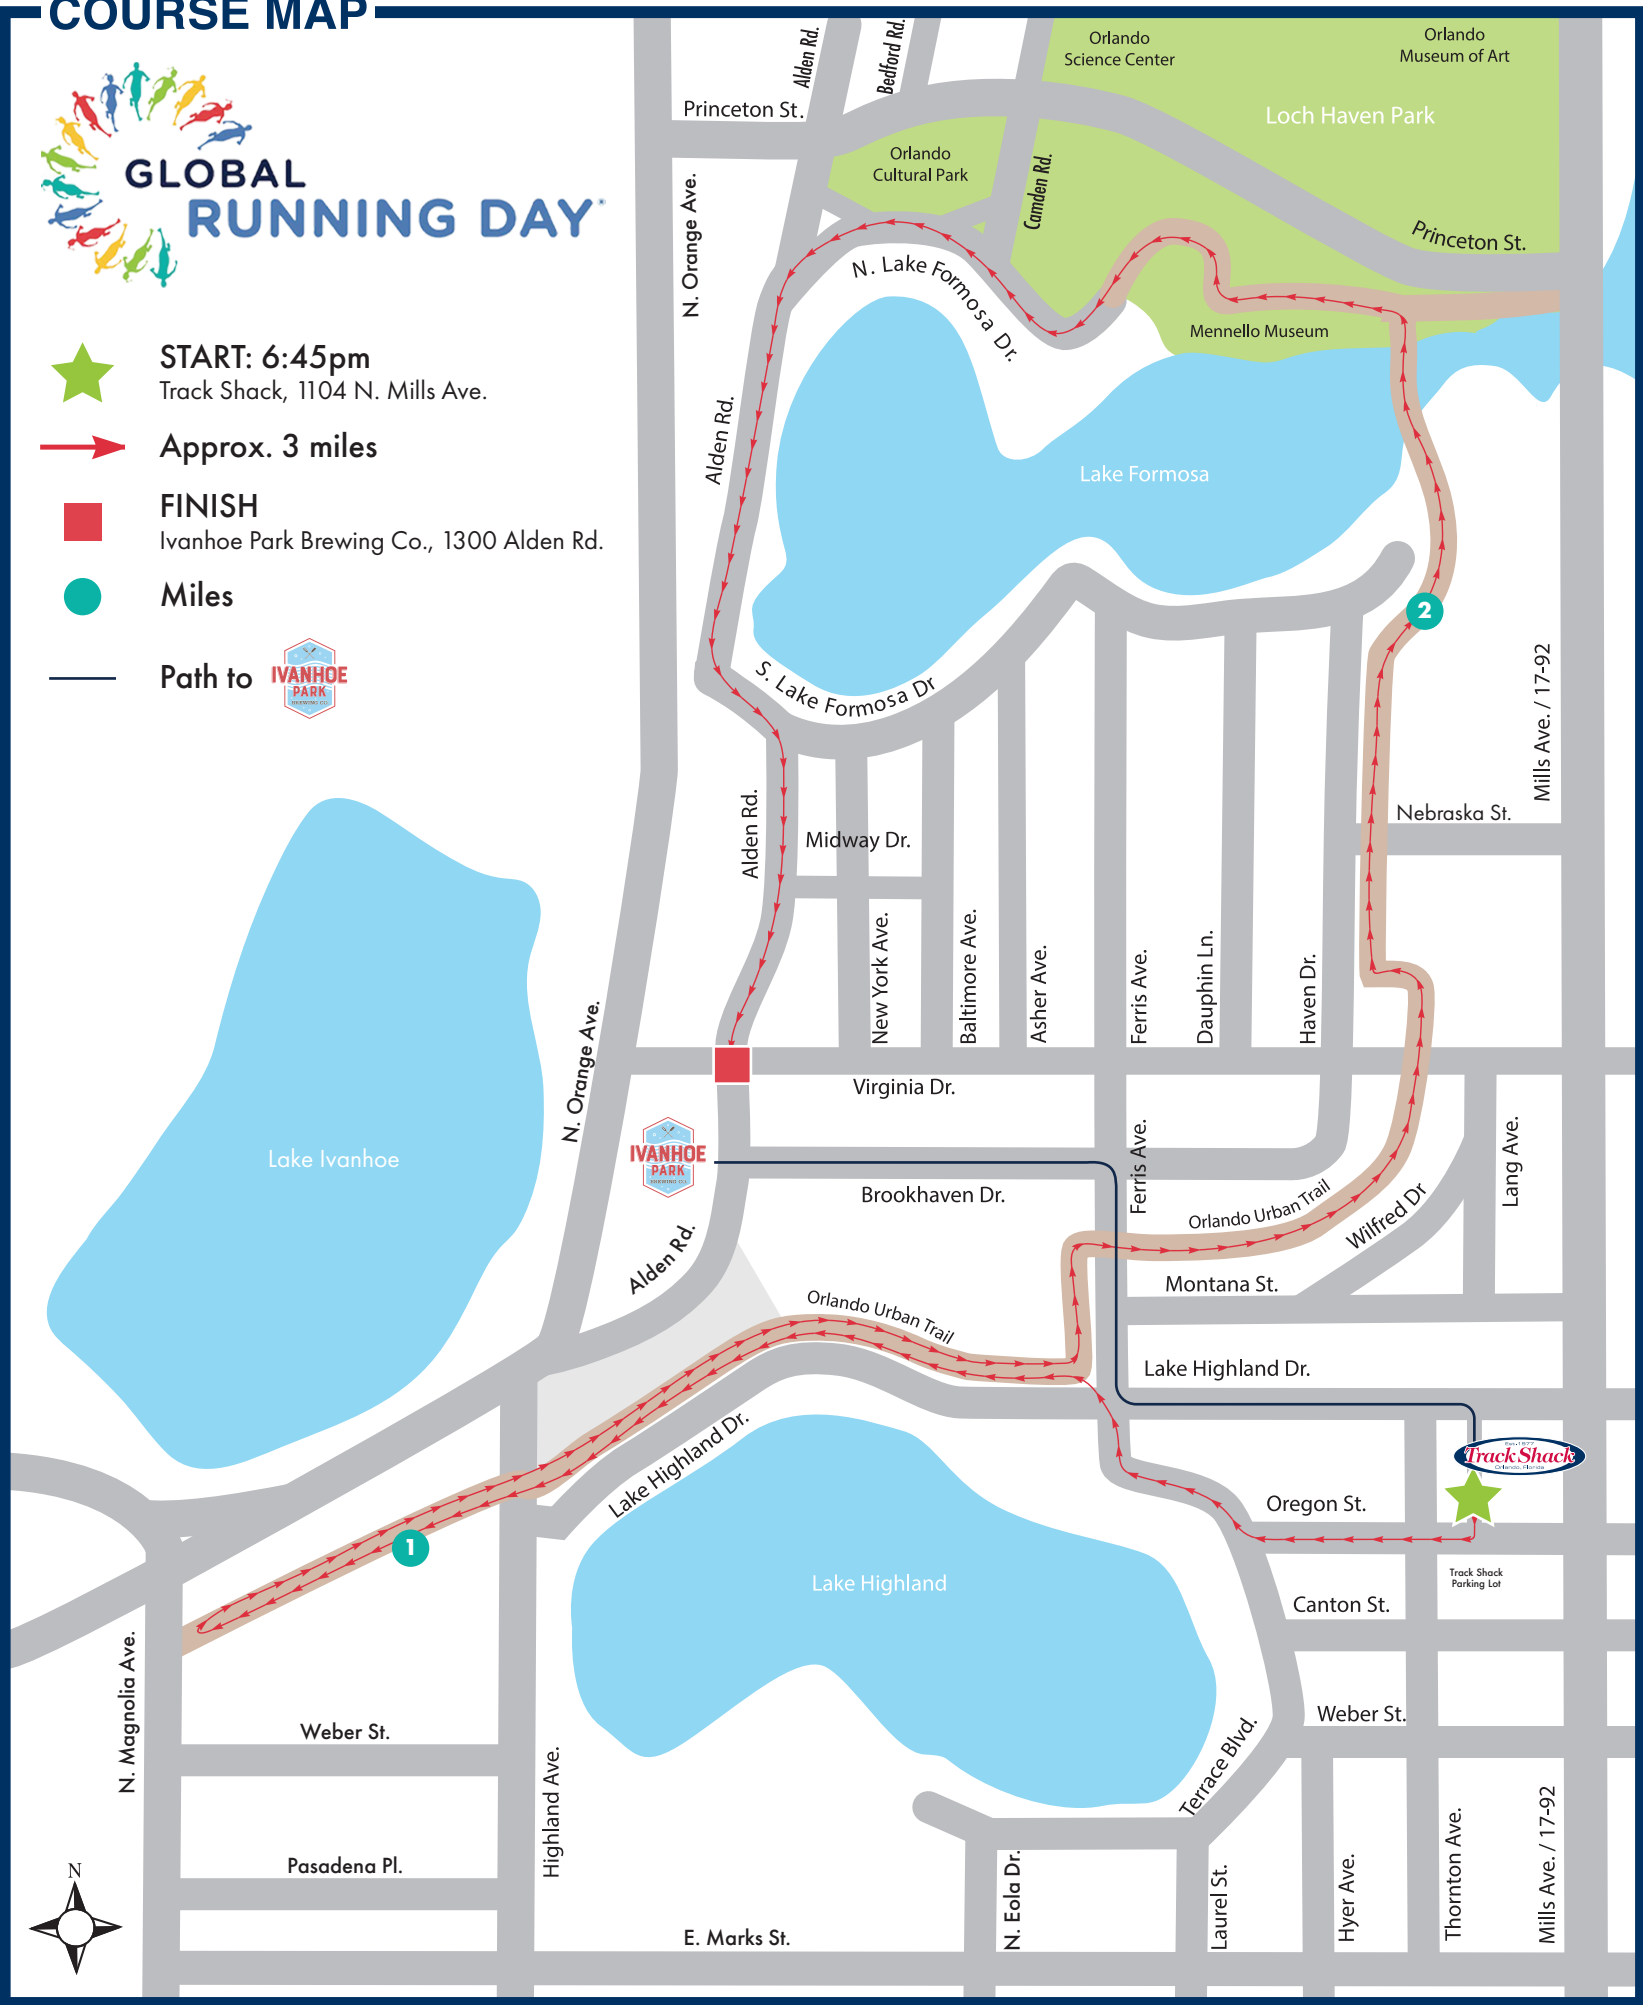 COURSE MAP
GLOBAL
RUNNING DAY
START: 6:45pm
Track Shack, 1104 N. Mills Ave.
Approx. 3 miles
FINISH
Ivanhoe Park Brewing Co., 1300 Alden Rd.
Miles
Path to
IVANHOE
PARK
BREWING CO.
Alden Rd.
Bedford Rd.
Orlando
Science Center
Orlando
Museum of Art
Princeton St.
Loch Haven Park
Orlando
Cultural Park
Camden Rd.
N. Orange Ave.
Princeton St.
N. Lake Formosa Dr.
Mennello Museum
Alden Rd.
Lake Formosa
2
S. Lake Formosa Dr
Mills Ave. / 17-92
Alden Rd.
Midway Dr.
Nebraska St.
New York Ave.
Baltimore Ave.
Asher Ave.
Ferris Ave.
Dauphin Ln.
Haven Dr.
N. Orange Ave.
Virginia Dr.
Lake Ivanhoe
IVANHOE
PARK
BREWING CO.
Brookhaven Dr.
Ferris Ave.
Orlando Urban Trail
Wilfred Dr
Lang Ave.
Alden Rd.
Montana St.
Orlando Urban Trail
Lake Highland Dr.
Lake Highland Dr.
Est. 1977
Track Shack
Orlando, Florida
Oregon St.
1
Lake Highland
Track Shack
Parking Lot
Canton St.
N. Magnolia Ave.
Weber St.
Weber St.
Terrace Blvd.
Highland Ave.
Pasadena Pl.
N
E. Marks St.
N. Eola Dr.
Laurel St.
Hyer Ave.
Thornton Ave.
Mills Ave. / 17-92